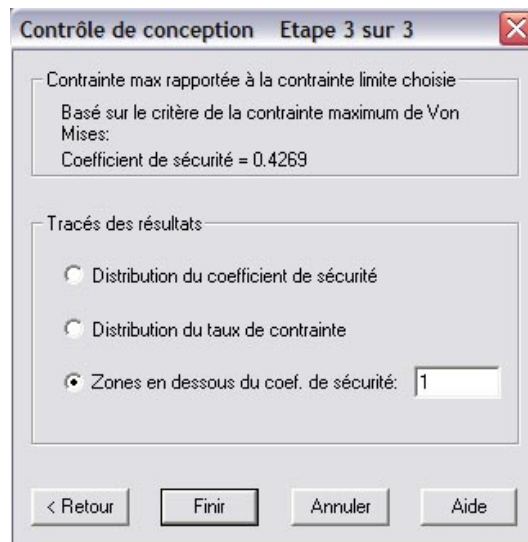 Contrôle de conception Etape 3 sur 3
Contrainte max rapportée à la contrainte limite choisie
Basé sur le critère de la contrainte maximum de Von
Mises:
Coefficient de sécurité = 0.4269
Tracés des résultats
Distribution du coefficient de sécurité
Distribution du taux de contrainte
Zones en dessous du coef. de sécurité: 1
< Retour Finir Annuler Aide